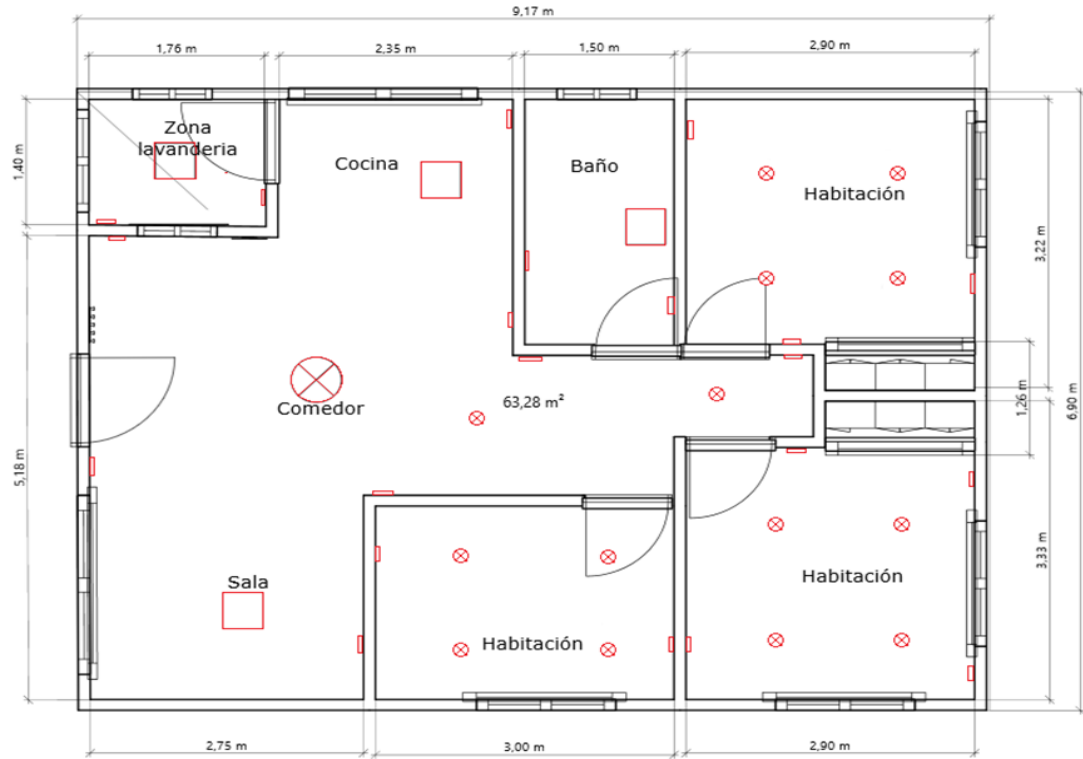 9,17 m
1,76 m
2,35 m
1,50 m
2,90 m
Zona
lavanderia
Cocina
Baño
Habitación
1,40 m
3,22 m
Comedor
63,28 m²
1,26 m
6,90 m
5,18 m
3,33 m
Sala
Habitación
Habitación
2,75 m
3,00 m
2,90 m